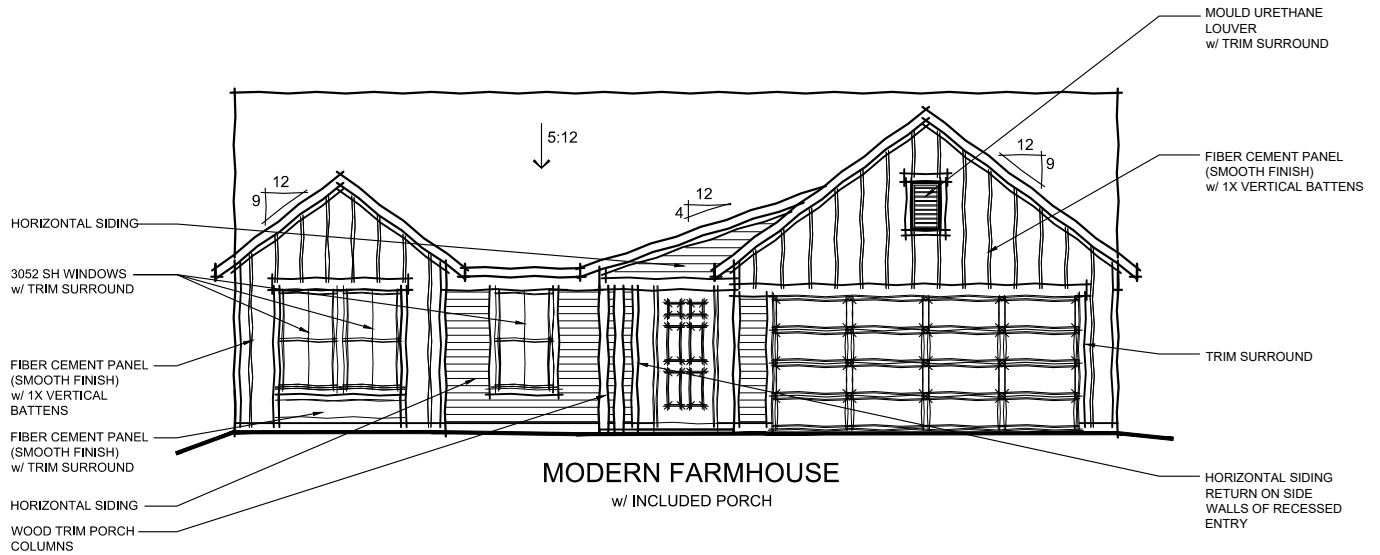 MOULD URETHANE
LOUVER
w/ TRIM SURROUND
5:12
12
9
12
4
12
9
FIBER CEMENT PANEL
(SMOOTH FINISH)
w/ 1X VERTICAL BATTENS
HORIZONTAL SIDING
3052 SH WINDOWS
w/ TRIM SURROUND
FIBER CEMENT PANEL
(SMOOTH FINISH)
w/ 1X VERTICAL
BATTENS
FIBER CEMENT PANEL
(SMOOTH FINISH)
w/ TRIM SURROUND
HORIZONTAL SIDING
WOOD TRIM PORCH
COLUMNS
TRIM SURROUND
HORIZONTAL SIDING
RETURN ON SIDE
WALLS OF RECESSED
ENTRY
MODERN FARMHOUSE
w/ INCLUDED PORCH